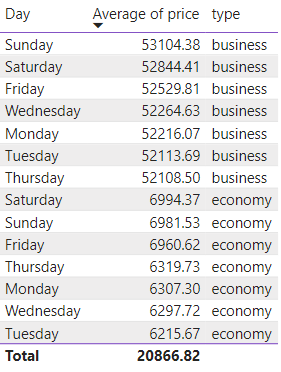 Day Average of price type
Sunday 53104.38 business
Saturday 52844.41 business
Friday 52529.81 business
Wednesday 52264.63 business
Monday 52216.07 business
Tuesday 52113.69 business
Thursday 52108.50 business
Saturday 6994.37 economy
Sunday 6981.53 economy
Friday 6960.62 economy
Thursday 6319.73 economy
Monday 6307.30 economy
Wednesday 6297.72 economy
Tuesday 6215.67 economy
Total 20866.82